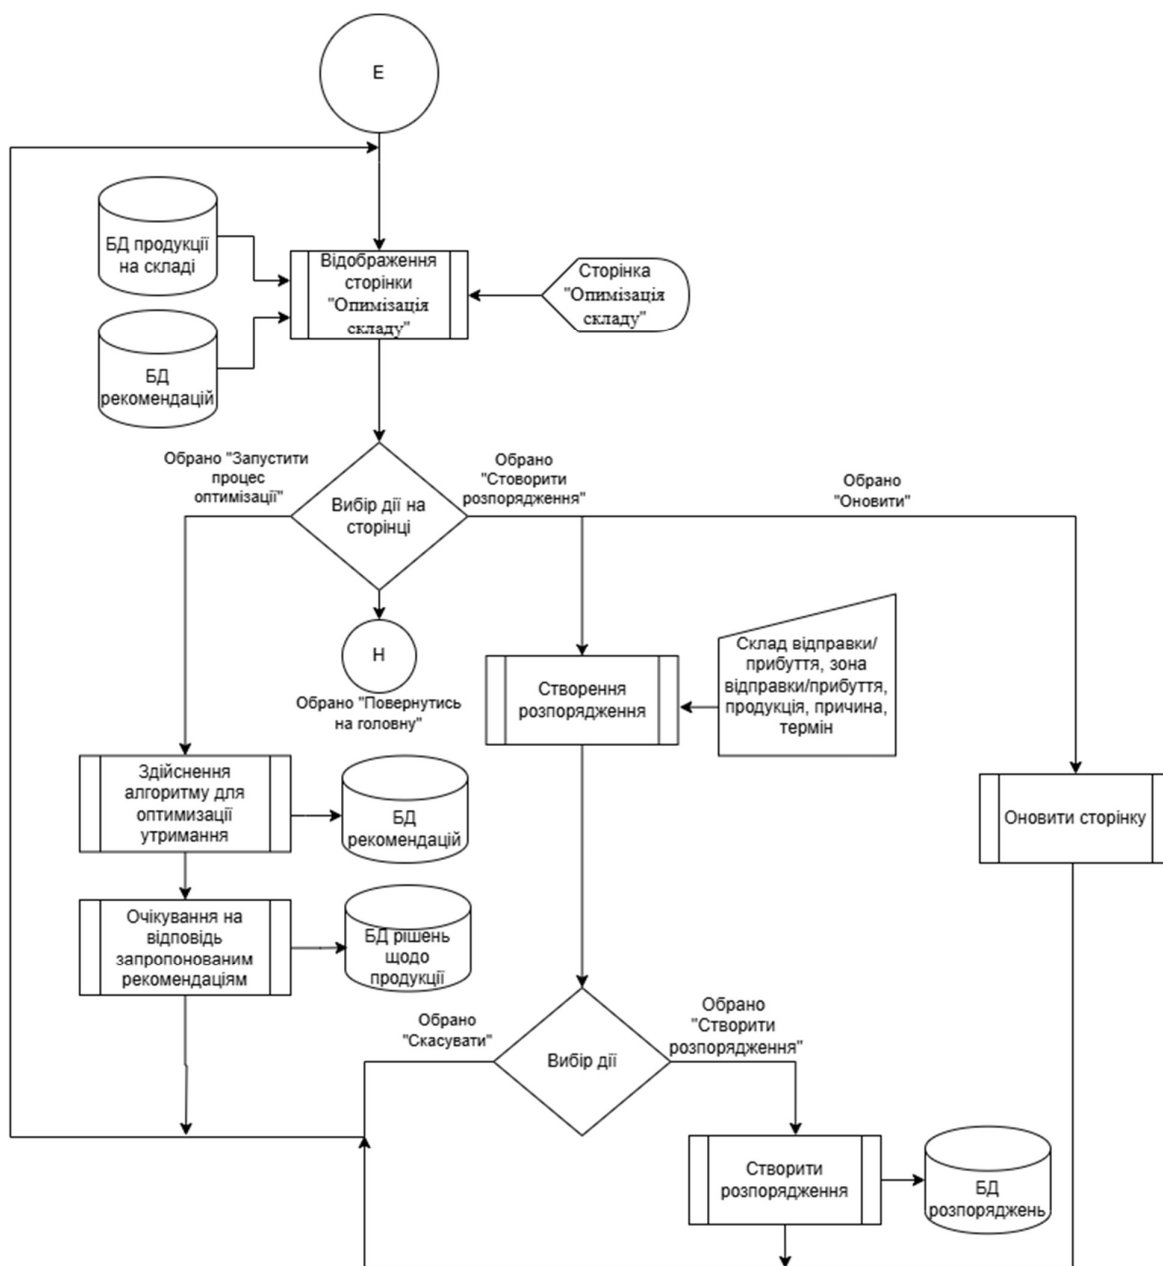 Е
БД продукції
на складі
Відображення
сторінки
"Опимізація
складу"
Сторінка
"Опимізація
складу"
БД
рекомендацій
Обрано "Запустити
процес
оптимізації"
Вибір дії на
сторінці
Обрано
"Стоворити
розпорядження"
Обрано
"Оновити"
Н
Обрано "Повернутись
на головну"
Створення
розпорядження
Склад відправки/
прибуття, зона
відправки/прибуття,
продукція, причина,
термін
Здійснення
алгоритму для
оптимизації
утримання
БД
рекомендацій
Оновити сторінку
Очікування на
відповідь
запропонованим
рекомендаціям
БД рішень
щодо
продукції
Обрано
"Скасувати"
Вибір дії
Обрано
"Створити
розпорядження"
Створити
розпорядження
БД
розпоряджень